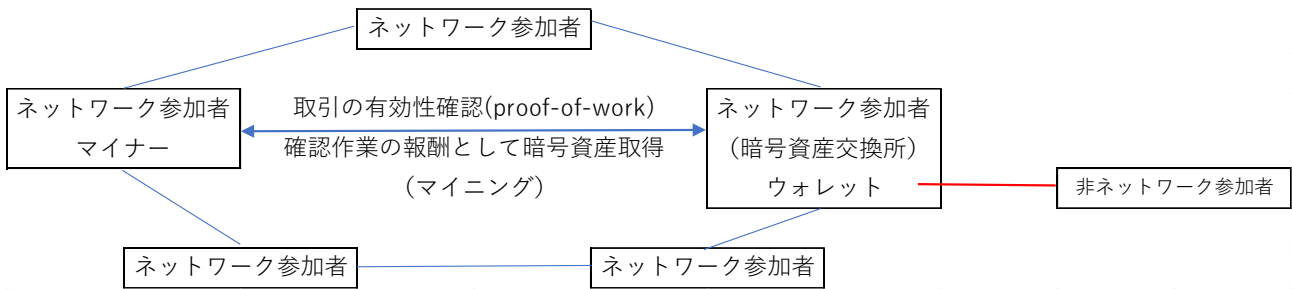 ネットワーク参加者
ネットワーク参加者
マイナー
取引の有効性確認(proof-of-work)
確認作業の報酬として暗号資産取得
(マイニング)
ネットワーク参加者
(暗号資産交換所)
ウォレット
非ネットワーク参加者
ネットワーク参加者
ネットワーク参加者